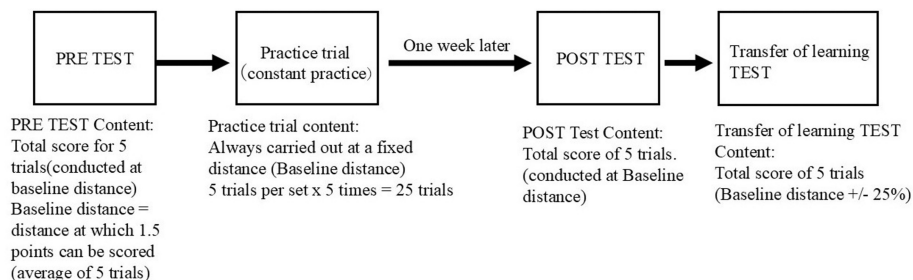 PRE TEST
Practice trial
(constant practice)
One week later
POST TEST
Transfer of learning
TEST
PRE TEST Content:
Total score for 5
trials(conducted at
baseline distance)
Baseline distance =
distance at which 1.5
points can be scored
(average of 5 trials)
Practice trial content:
Always carried out at a fixed
distance (Baseline distance)
5 trials per set x 5 times = 25 trials
POST Test Content:
Total score of 5 trials.
(conducted at Baseline
distance)
Transfer of learning TEST
Content:
Total score of 5 trials
(Baseline distance +/- 25%)